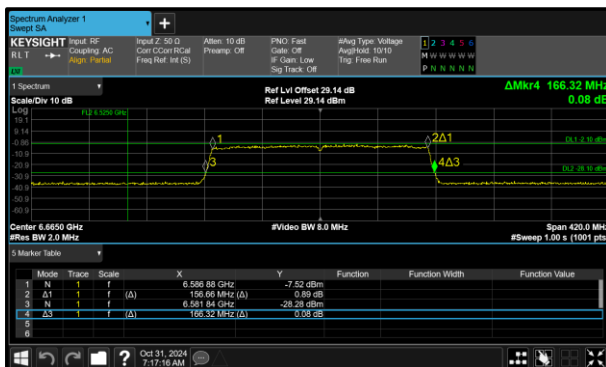 Spectrum Analyzer 1
Swept SA
+
KEYSIGHT Input: RF Input Z: 50 Ω Atten: 10 dB PNO: Fast #Avg Type: Voltage 1 2 3 4 5 6
RLT Coupling: AC Corr CCorr RCal Preamp: Off Gate: Off Avg|Hold: 10/10 M W W W W W
Align: Partial Freq Ref: Int (S) IF Gain: Low Trig: Free Run P N N N N N
Sig Track: Off
1 Spectrum Ref Lvl Offset 29.14 dB ΔMkr4 166.32 MHz
Scale/Div 10 dB Ref Level 29.14 dBm 0.08 dB
Log
19.1 FL2 6.5250 GHz
9.14
-0.86 1 2Δ1 DL1 -2.10 dBm
-10.9
-20.9 3 4Δ3 DL2 -28.10 dBm
-30.9
-40.9
-50.9
-60.9
Center 6.6650 GHz #Video BW 8.0 MHz Span 420.0 MHz
#Res BW 2.0 MHz #Sweep 1.00 s (1001 pts)
5 Marker Table
Mode Trace Scale X Y Function Function Width Function Value
1 N 1 f 6.586 88 GHz -7.52 dBm
2 Δ1 1 f (Δ) 156.66 MHz (Δ) 0.89 dB
3 N 1 f 6.581 84 GHz -28.28 dBm
4 Δ3 1 f (Δ) 166.32 MHz (Δ) 0.08 dB
5
6
? Oct 31, 2024
7:17:16 AM